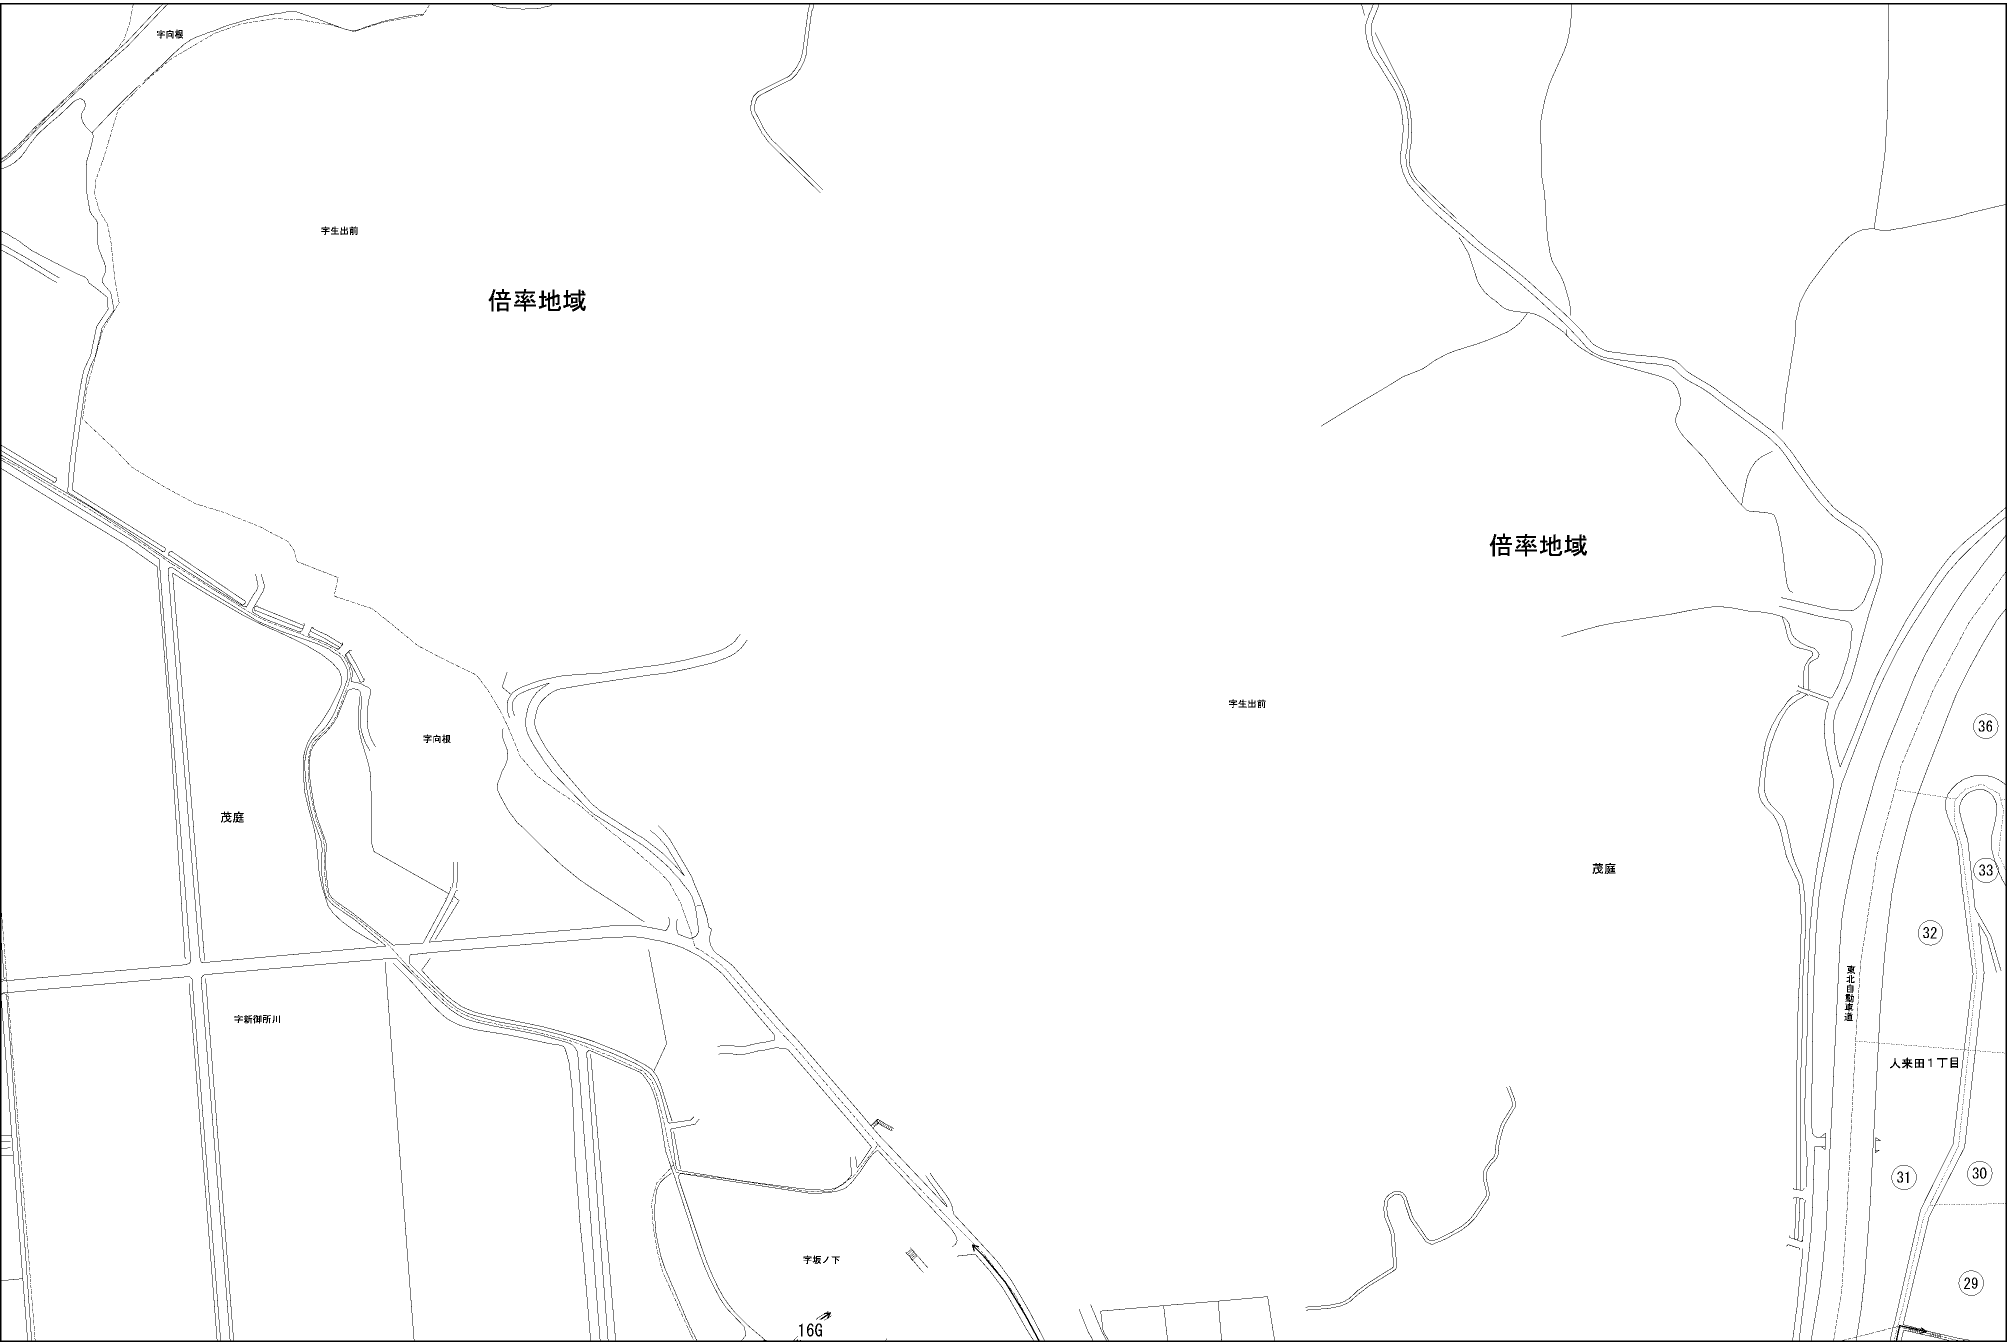 字向根
字生出前
倍率地域
倍率地域
字生出前
36
字向根
茂庭
茂庭
33
32
東北自動車道
字新御所川
人来田1丁目
31
30
字坂ノ下
29
16G